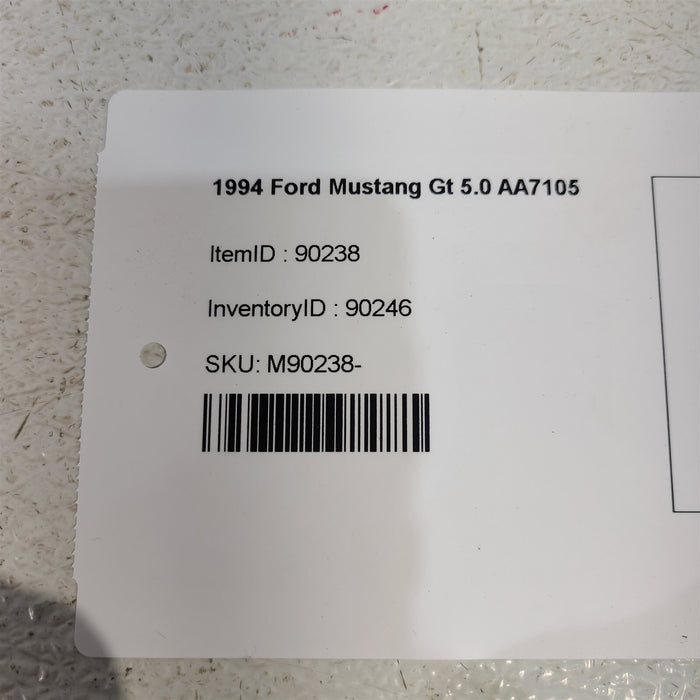 1994 Ford Mustang Gt 5.0 AA7105
ItemID : 90238
InventoryID : 90246
SKU: M90238-